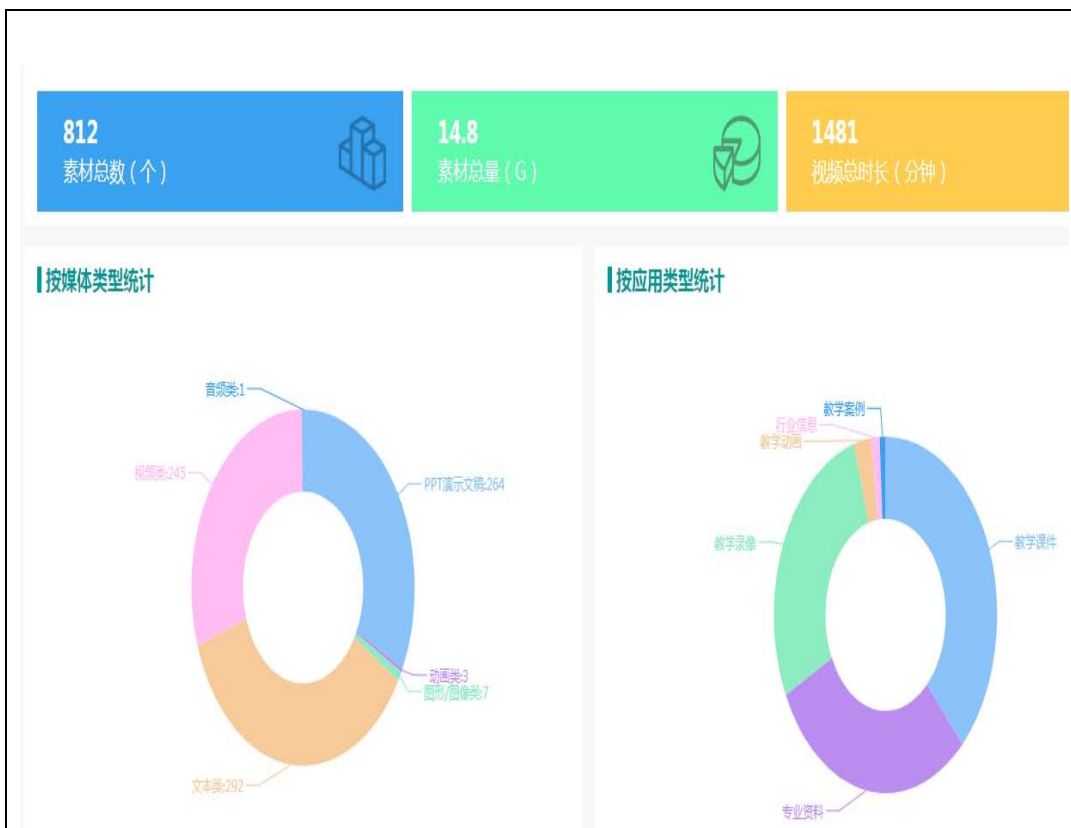 812
素材总数（个）
14.8
素材总量（G）
1481
视频总时长（分钟）
按媒体类型统计
音频类:1
视频类:245
PPT演示文稿:264
动画类:3
图形/图像类:7
文本类:292
按应用类型统计
教学案例
行业信息
教学动画
教学录像
教学课件
专业资料